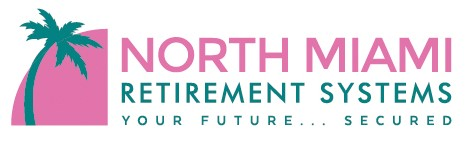 NORTH MIAMI
RETIREMENT SYSTEMS
YOUR FUTURE... SECURED